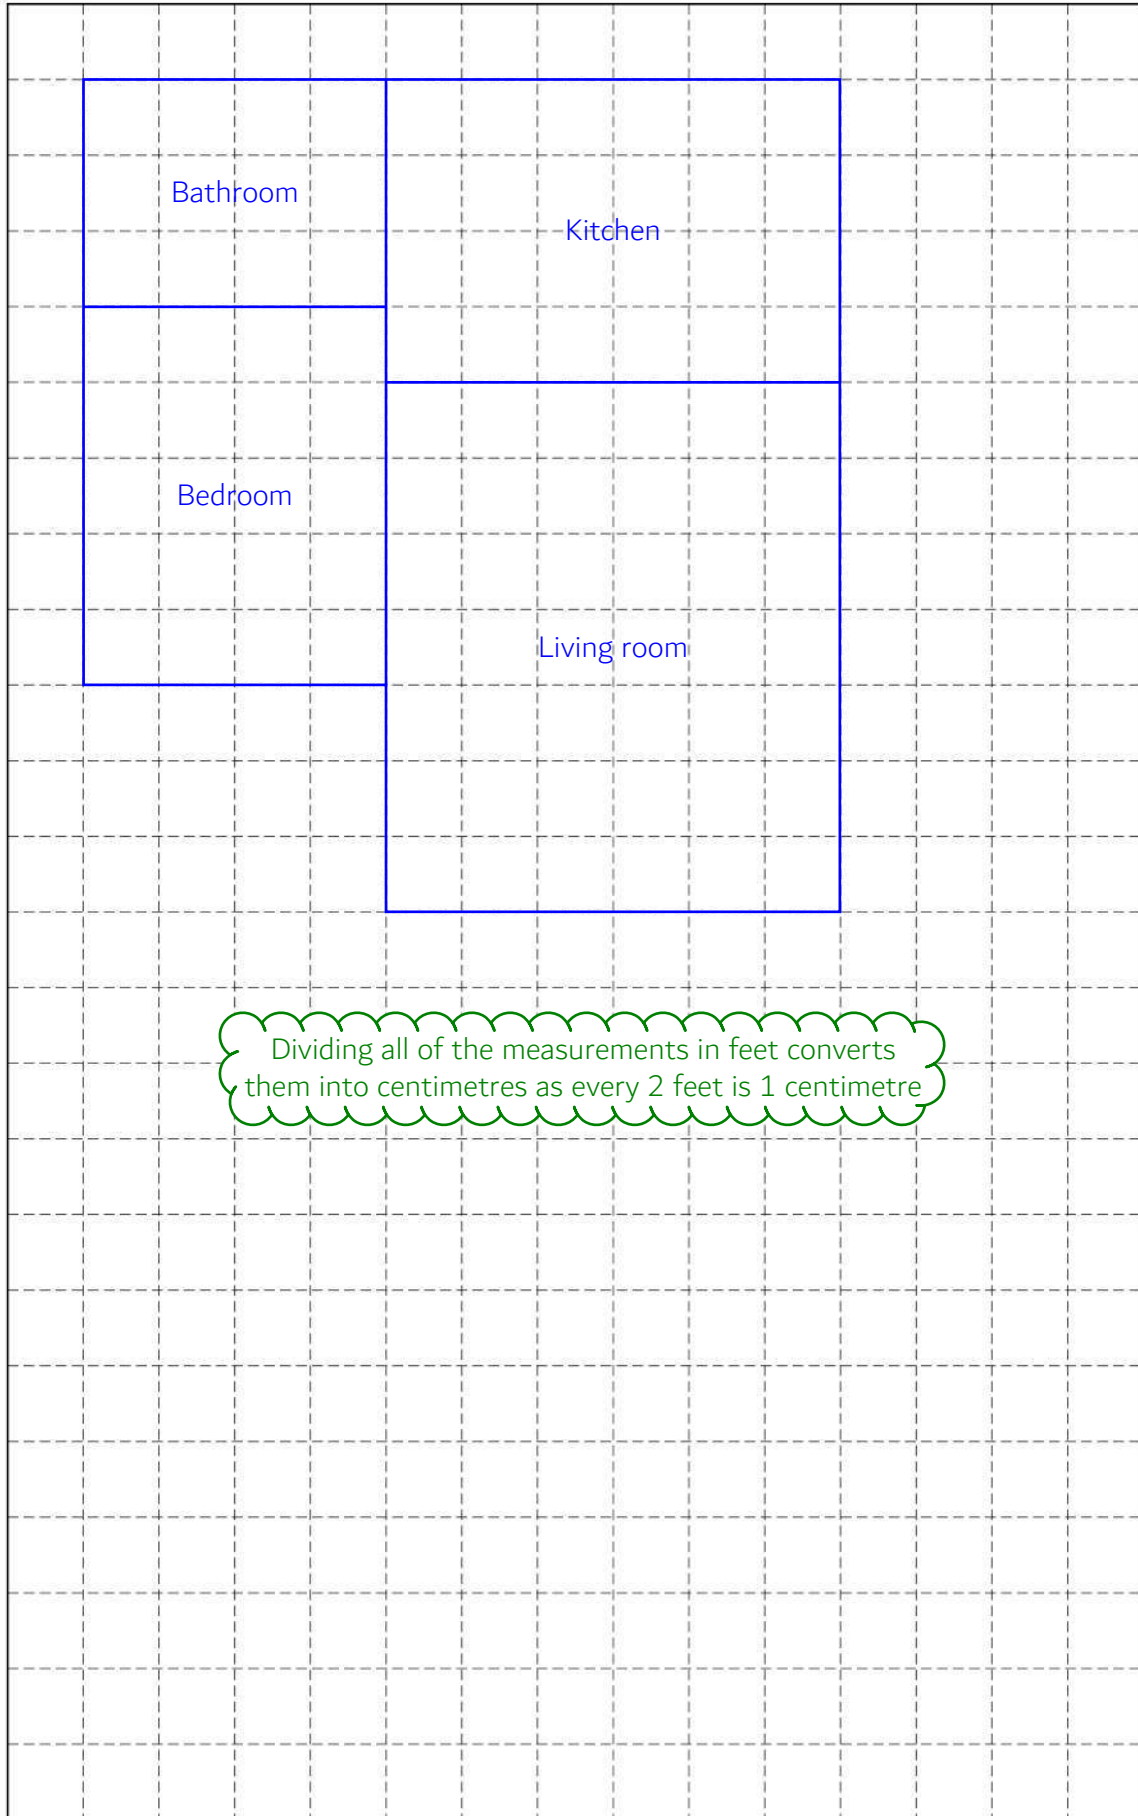 Bathroom
Kitchen
Bedroom
Living room
Dividing all of the measurements in feet converts
them into centimetres as every 2 feet is 1 centimetre